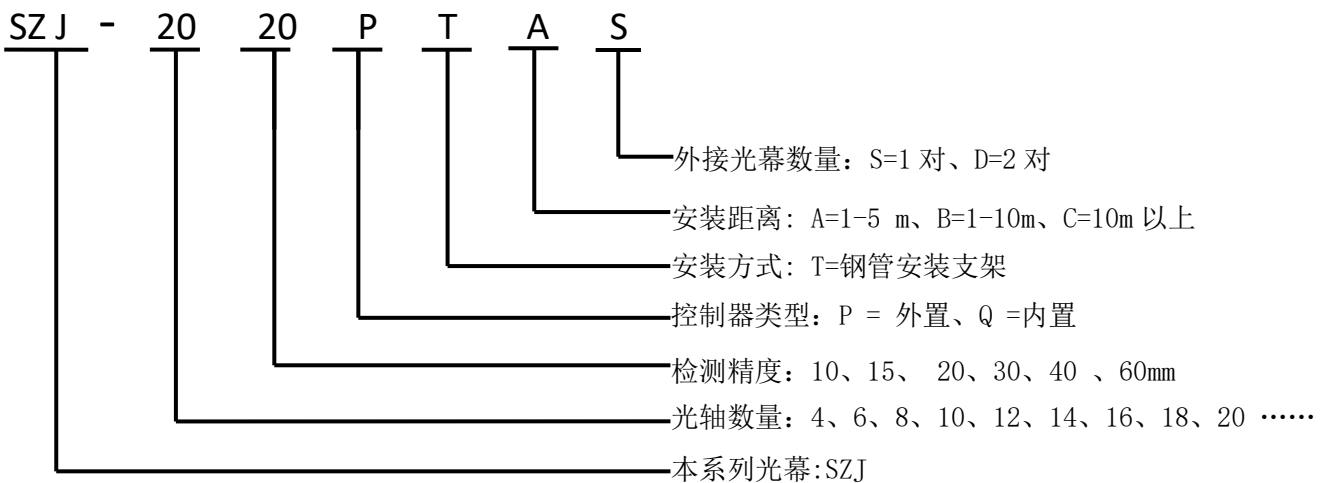 SZJ - 20 20 P T A S
外接光幕数量：S=1 对、D=2 对
安装距离: A=1-5 m、B=1-10m、C=10m 以上
安装方式: T=钢管安装支架
控制器类型：P = 外置、Q =内置
检测精度：10、15、 20、30、40 、60mm
光轴数量：4、6、8、10、12、14、16、18、20 ……
本系列光幕:SZJ